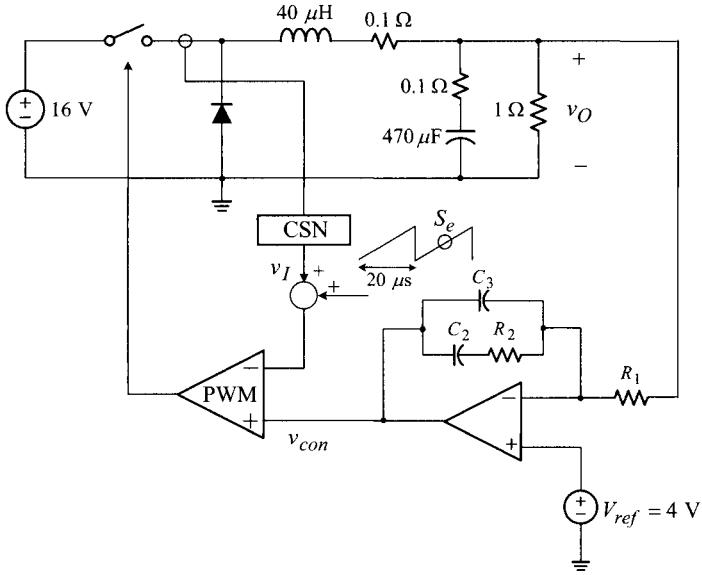 40 μH
0.1 Ω
16 V
0.1 Ω
470 μF
1 Ω
+
v_O
−
CSN
v_I
+
+
S_e
20 μs
C_3
C_2
R_2
R_1
PWM
−
+
v_con
−
+
V_ref = 4 V